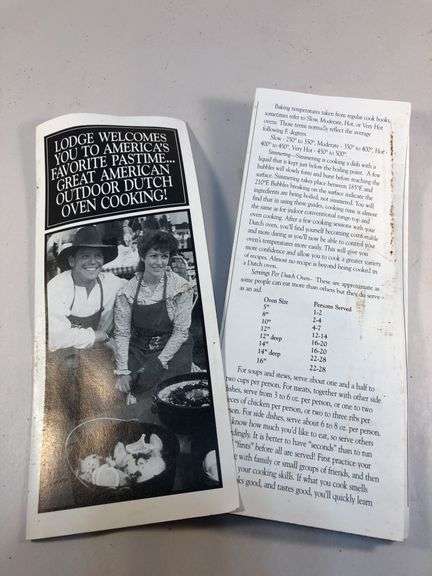 LODGE WELCOMES
YOU TO AMERICA'S
FAVORITE PASTIME...
GREAT AMERICAN
OUTDOOR DUTCH
OVEN COOKING!
Baking temperatures taken from regular cook books,
sometimes refer to Slow, Moderate, Hot, or Very Hot
ovens. These terms normally reflect the average
following F. degrees.
Slow - 250° to 350°, Moderate - 350° to 400°, Hot
400° to 450°, Very Hot - 450° to 500°.
Simmering--Simmering is cooking a dish with a
liquid that is kept just below the boiling point. A few
bubbles will slowly form and burst before reaching the
surface. Simmering takes place between 185°F and
210°F. Bubbles breaking on the surface indicate the
ingredients are being boiled, not simmered. You will
find that in using these guides, cooking time is almost
the same as for indoor conventional range top and
oven cooking. After a few cooking sessions with your
Dutch oven, you'll find yourself becoming comfortable
and more daring as you'll now be able to control your
oven's temperatures more easily. This will give you
more confidence and allow you to cook a greater variety
of recipes. Almost no recipe is beyond being cooked in
a Dutch oven.
Servings Per Dutch Oven--These are approximate as
some people can eat more than others but they do serve
as an aid.
Oven Size Persons Served
5"
8" 1-2
10" 2-4
12" 4-7
12" deep 12-14
14" 16-20
14" deep 16-20
16" 22-28
22-28
For soups and stews, serve about one and a half to
two cups per person. For meats, together with other side
dishes, serve from 3 to 6 oz. per person, or one to two
pieces of chicken per person, or two to three ribs per
person. For side dishes, serve about 6 to 8 oz. per person.
know how much you'd like to eat, so serve others
It is better to have "seconds" than to run
before all are served! First practice your
with family or small groups of friends, and then
your cooking skills. If what you cook smells
good, and tastes good, you'll quickly learn